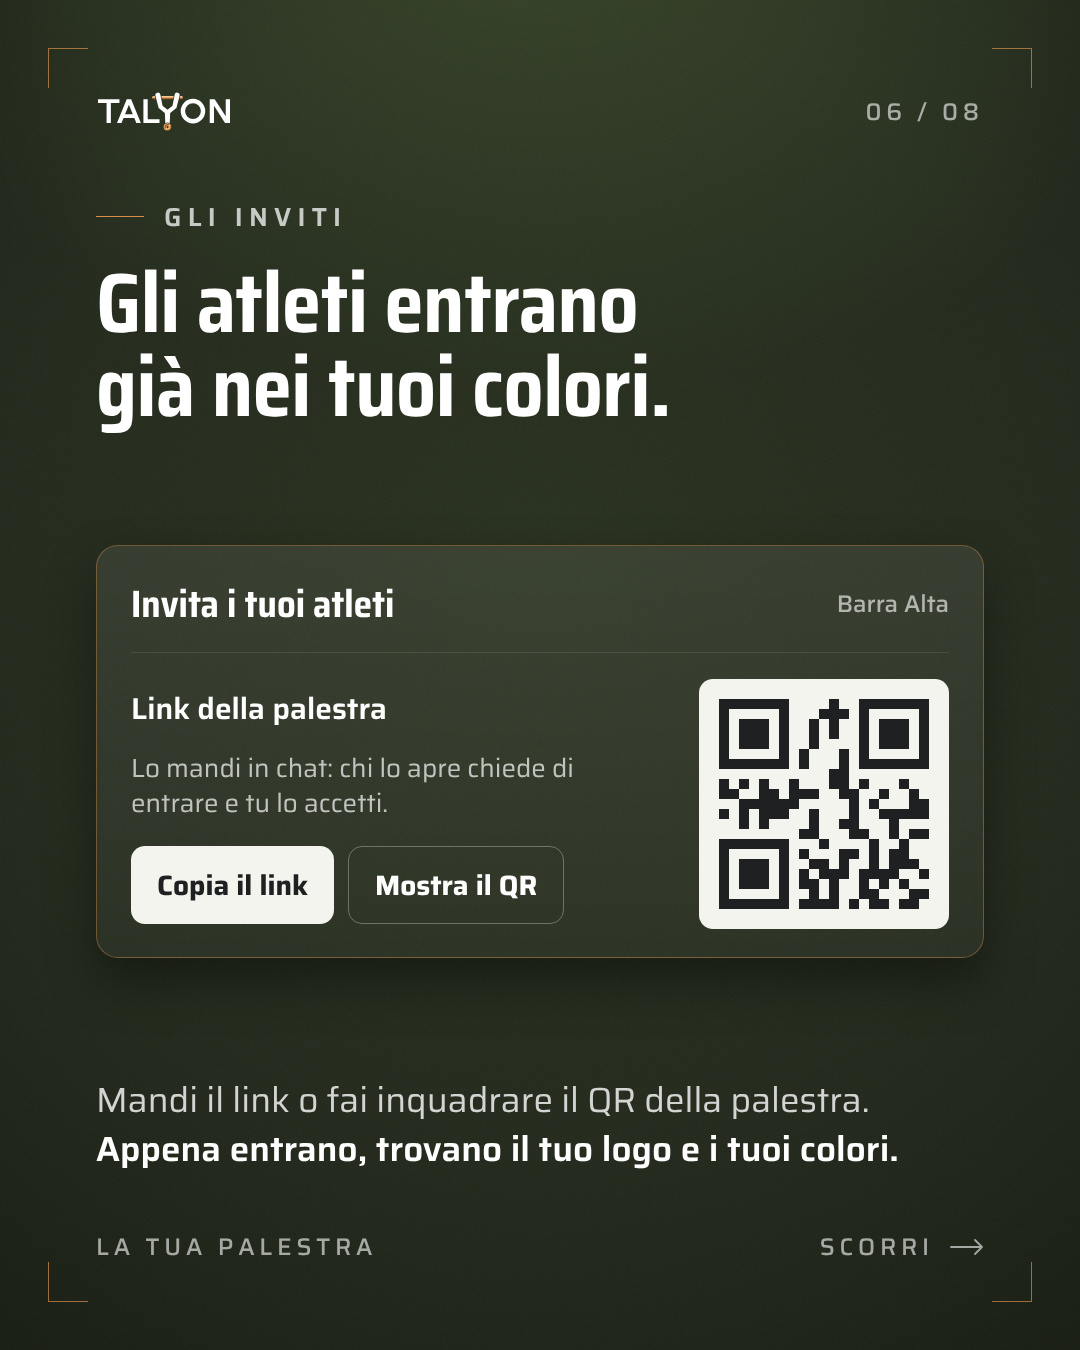 TALYON
06 / 08
GLI INVITI
Gli atleti entrano
già nei tuoi colori.
Invita i tuoi atleti
Barra Alta
Link della palestra
Lo mandi in chat: chi lo apre chiede di
entrare e tu lo accetti.
Copia il link
Mostra il QR
Mandi il link o fai inquadrare il QR della palestra.
Appena entrano, trovano il tuo logo e i tuoi colori.
LA TUA PALESTRA
SCORRI →